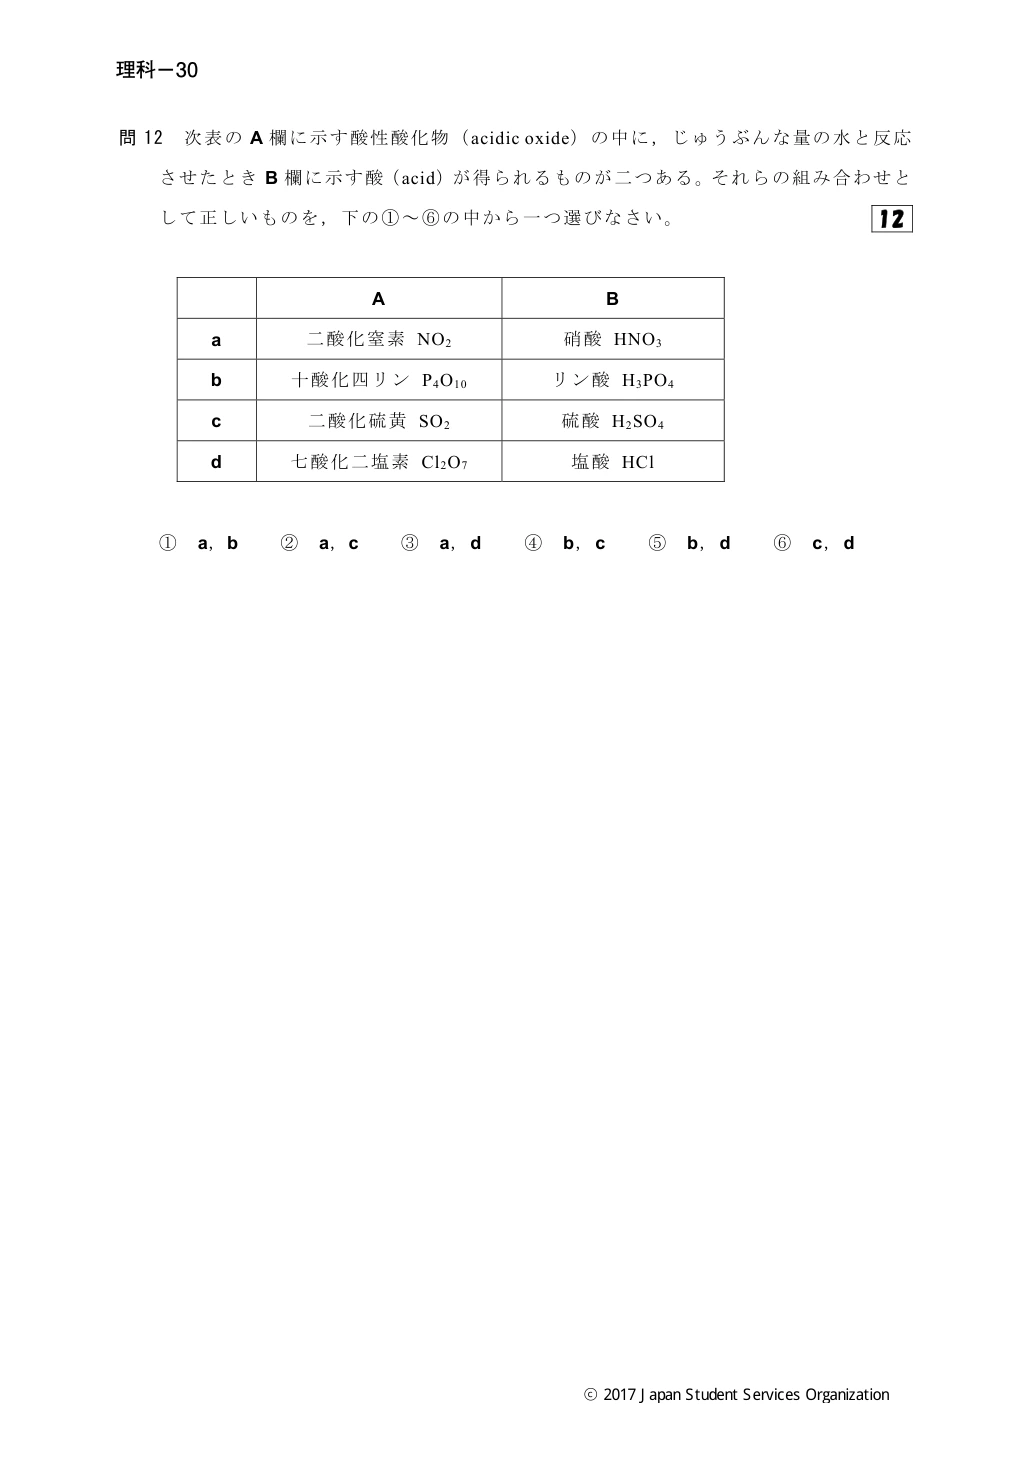 理科－30
問 12　次表の A 欄に示す酸性酸化物（acidic oxide）の中に，じゅうぶんな量の水と反応
させたとき B 欄に示す酸（acid）が得られるものが二つある。それらの組み合わせと
して正しいものを，下の①～⑥の中から一つ選びなさい。 12
A B
a 二酸化窒素 NO₂ 硝酸 HNO₃
b 十酸化四リン P₄O₁₀ リン酸 H₃PO₄
c 二酸化硫黄 SO₂ 硫酸 H₂SO₄
d 七酸化二塩素 Cl₂O₇ 塩酸 HCl
① a，b ② a，c ③ a，d ④ b，c ⑤ b，d ⑥ c，d
© 2017 Japan Student Services Organization